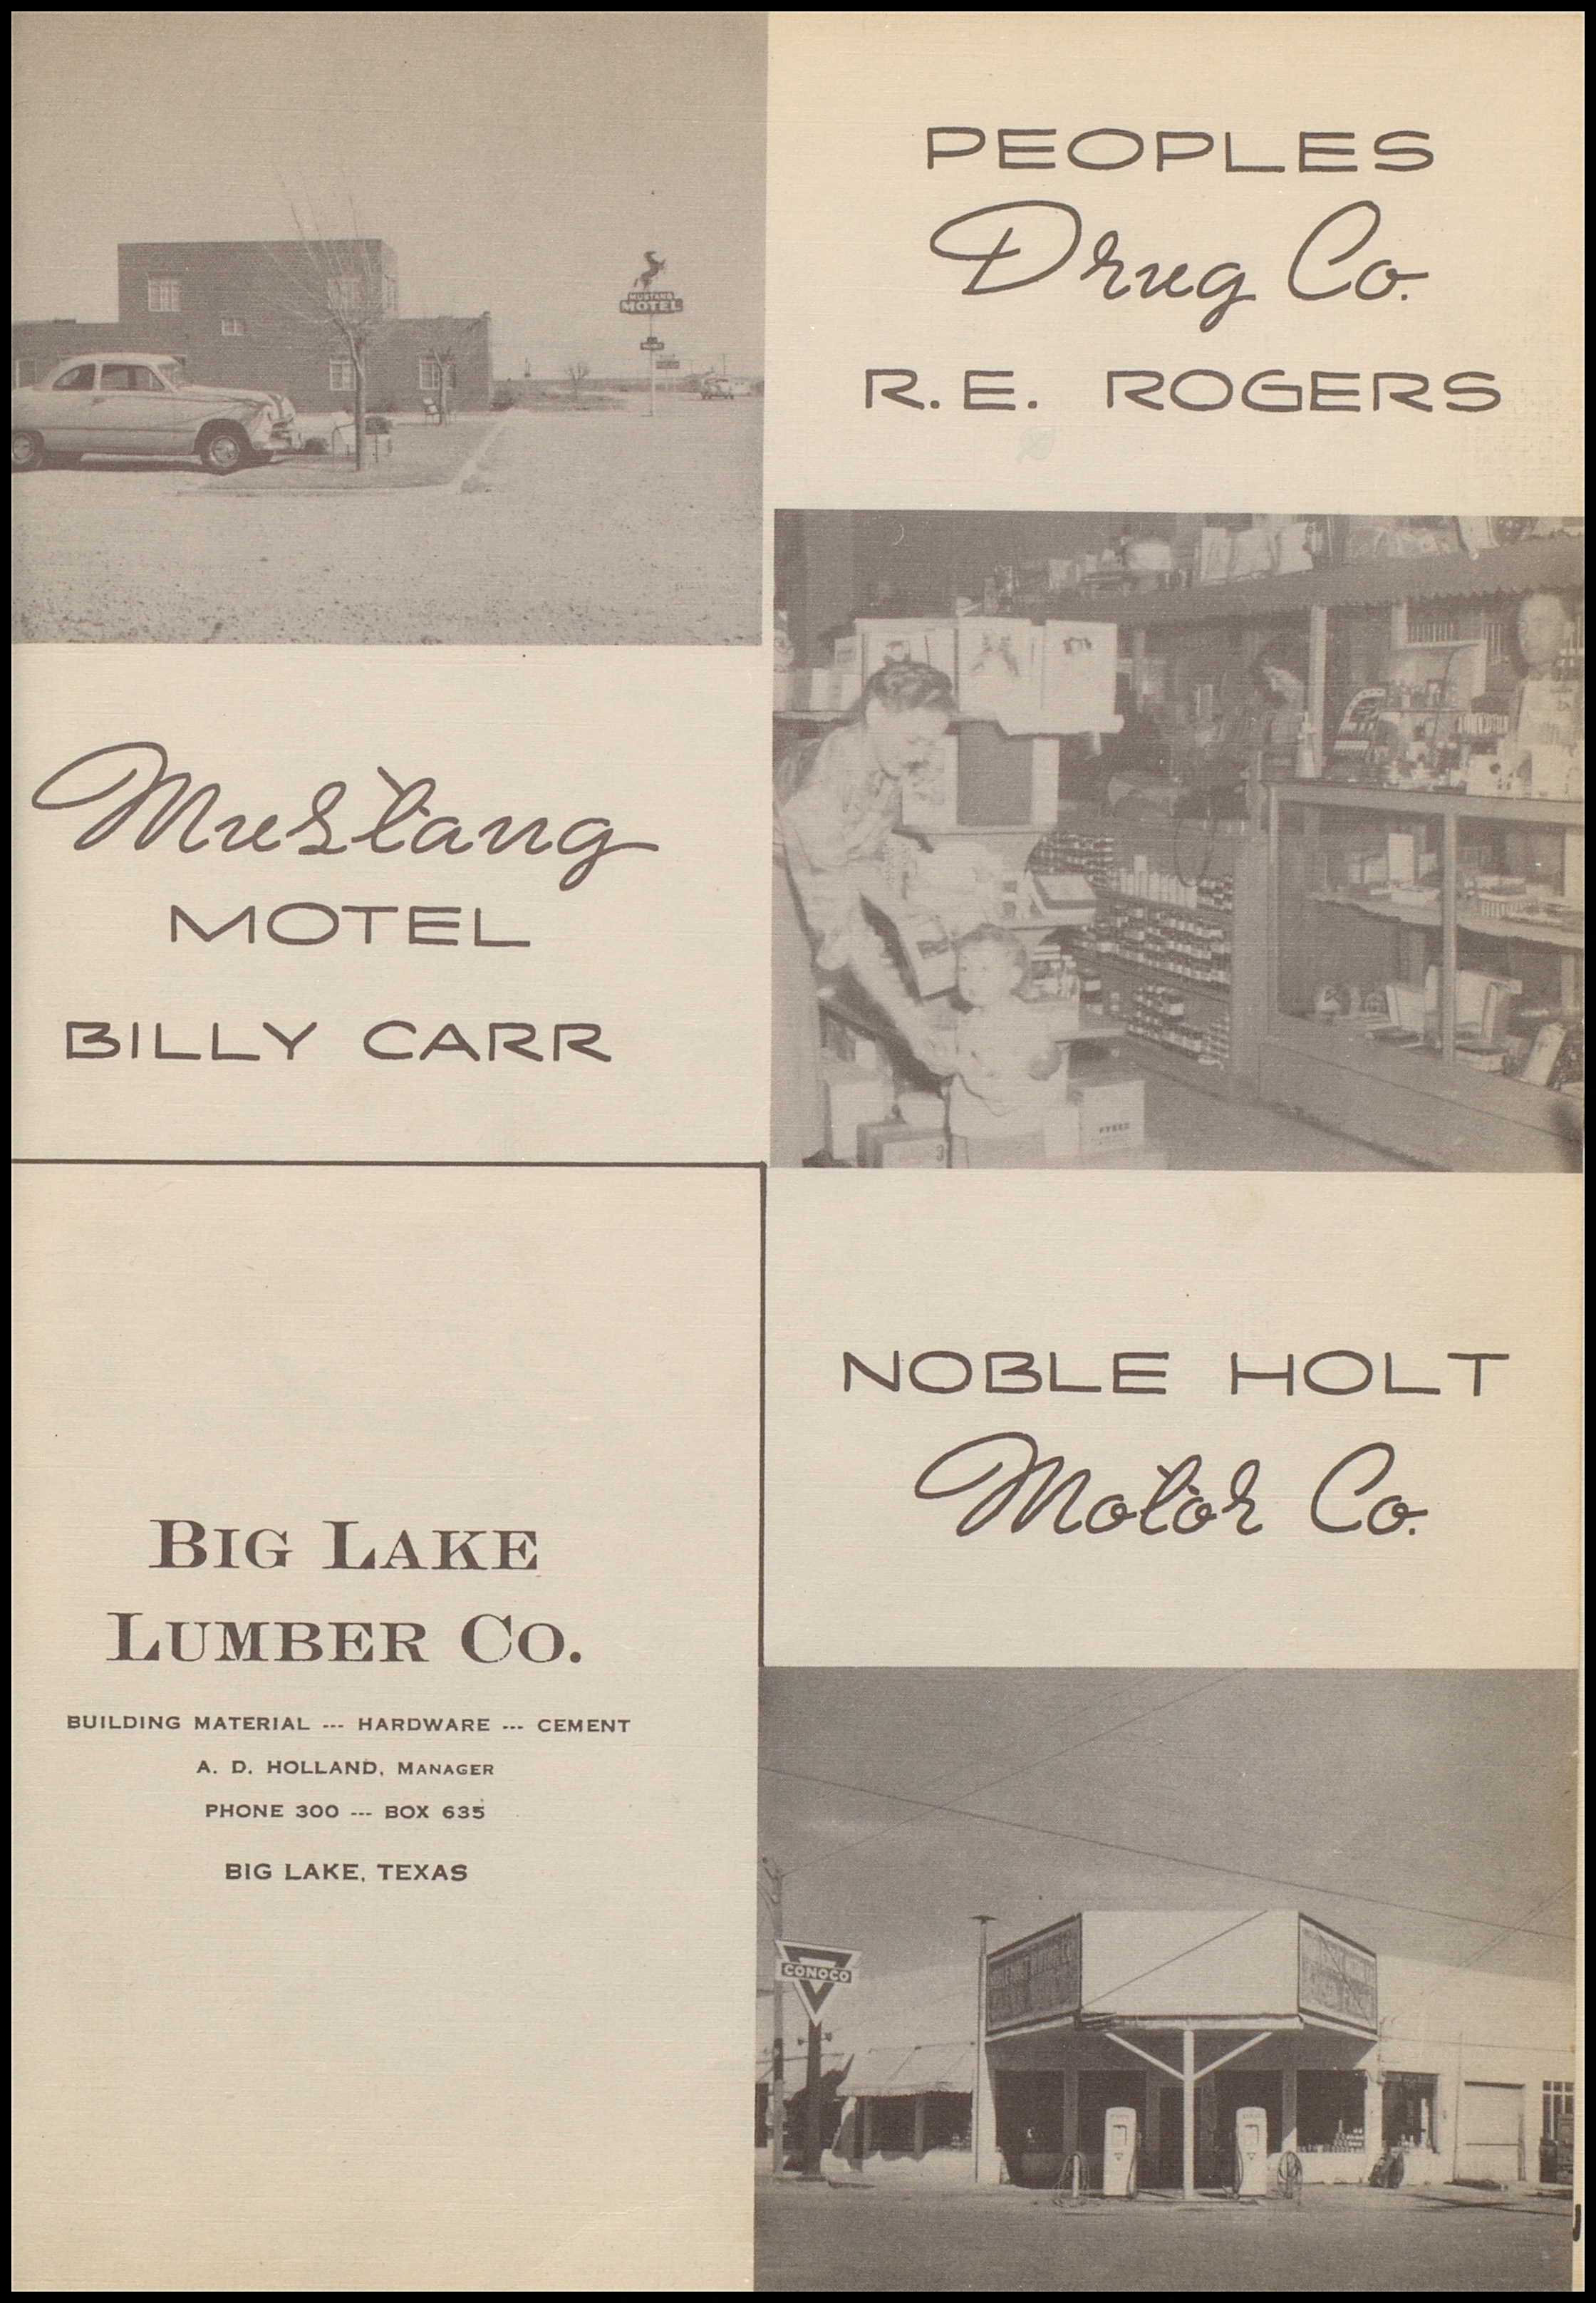 MUSTANG
MOTEL
Mustang
MOTEL
BILLY CARR
PEOPLES
Drug Co.
R.E. ROGERS
BIG LAKE
LUMBER CO.
BUILDING MATERIAL --- HARDWARE --- CEMENT
A. D. HOLLAND, MANAGER
PHONE 300 --- BOX 635
BIG LAKE, TEXAS
NOBLE HOLT
Motor Co.
CONOCO